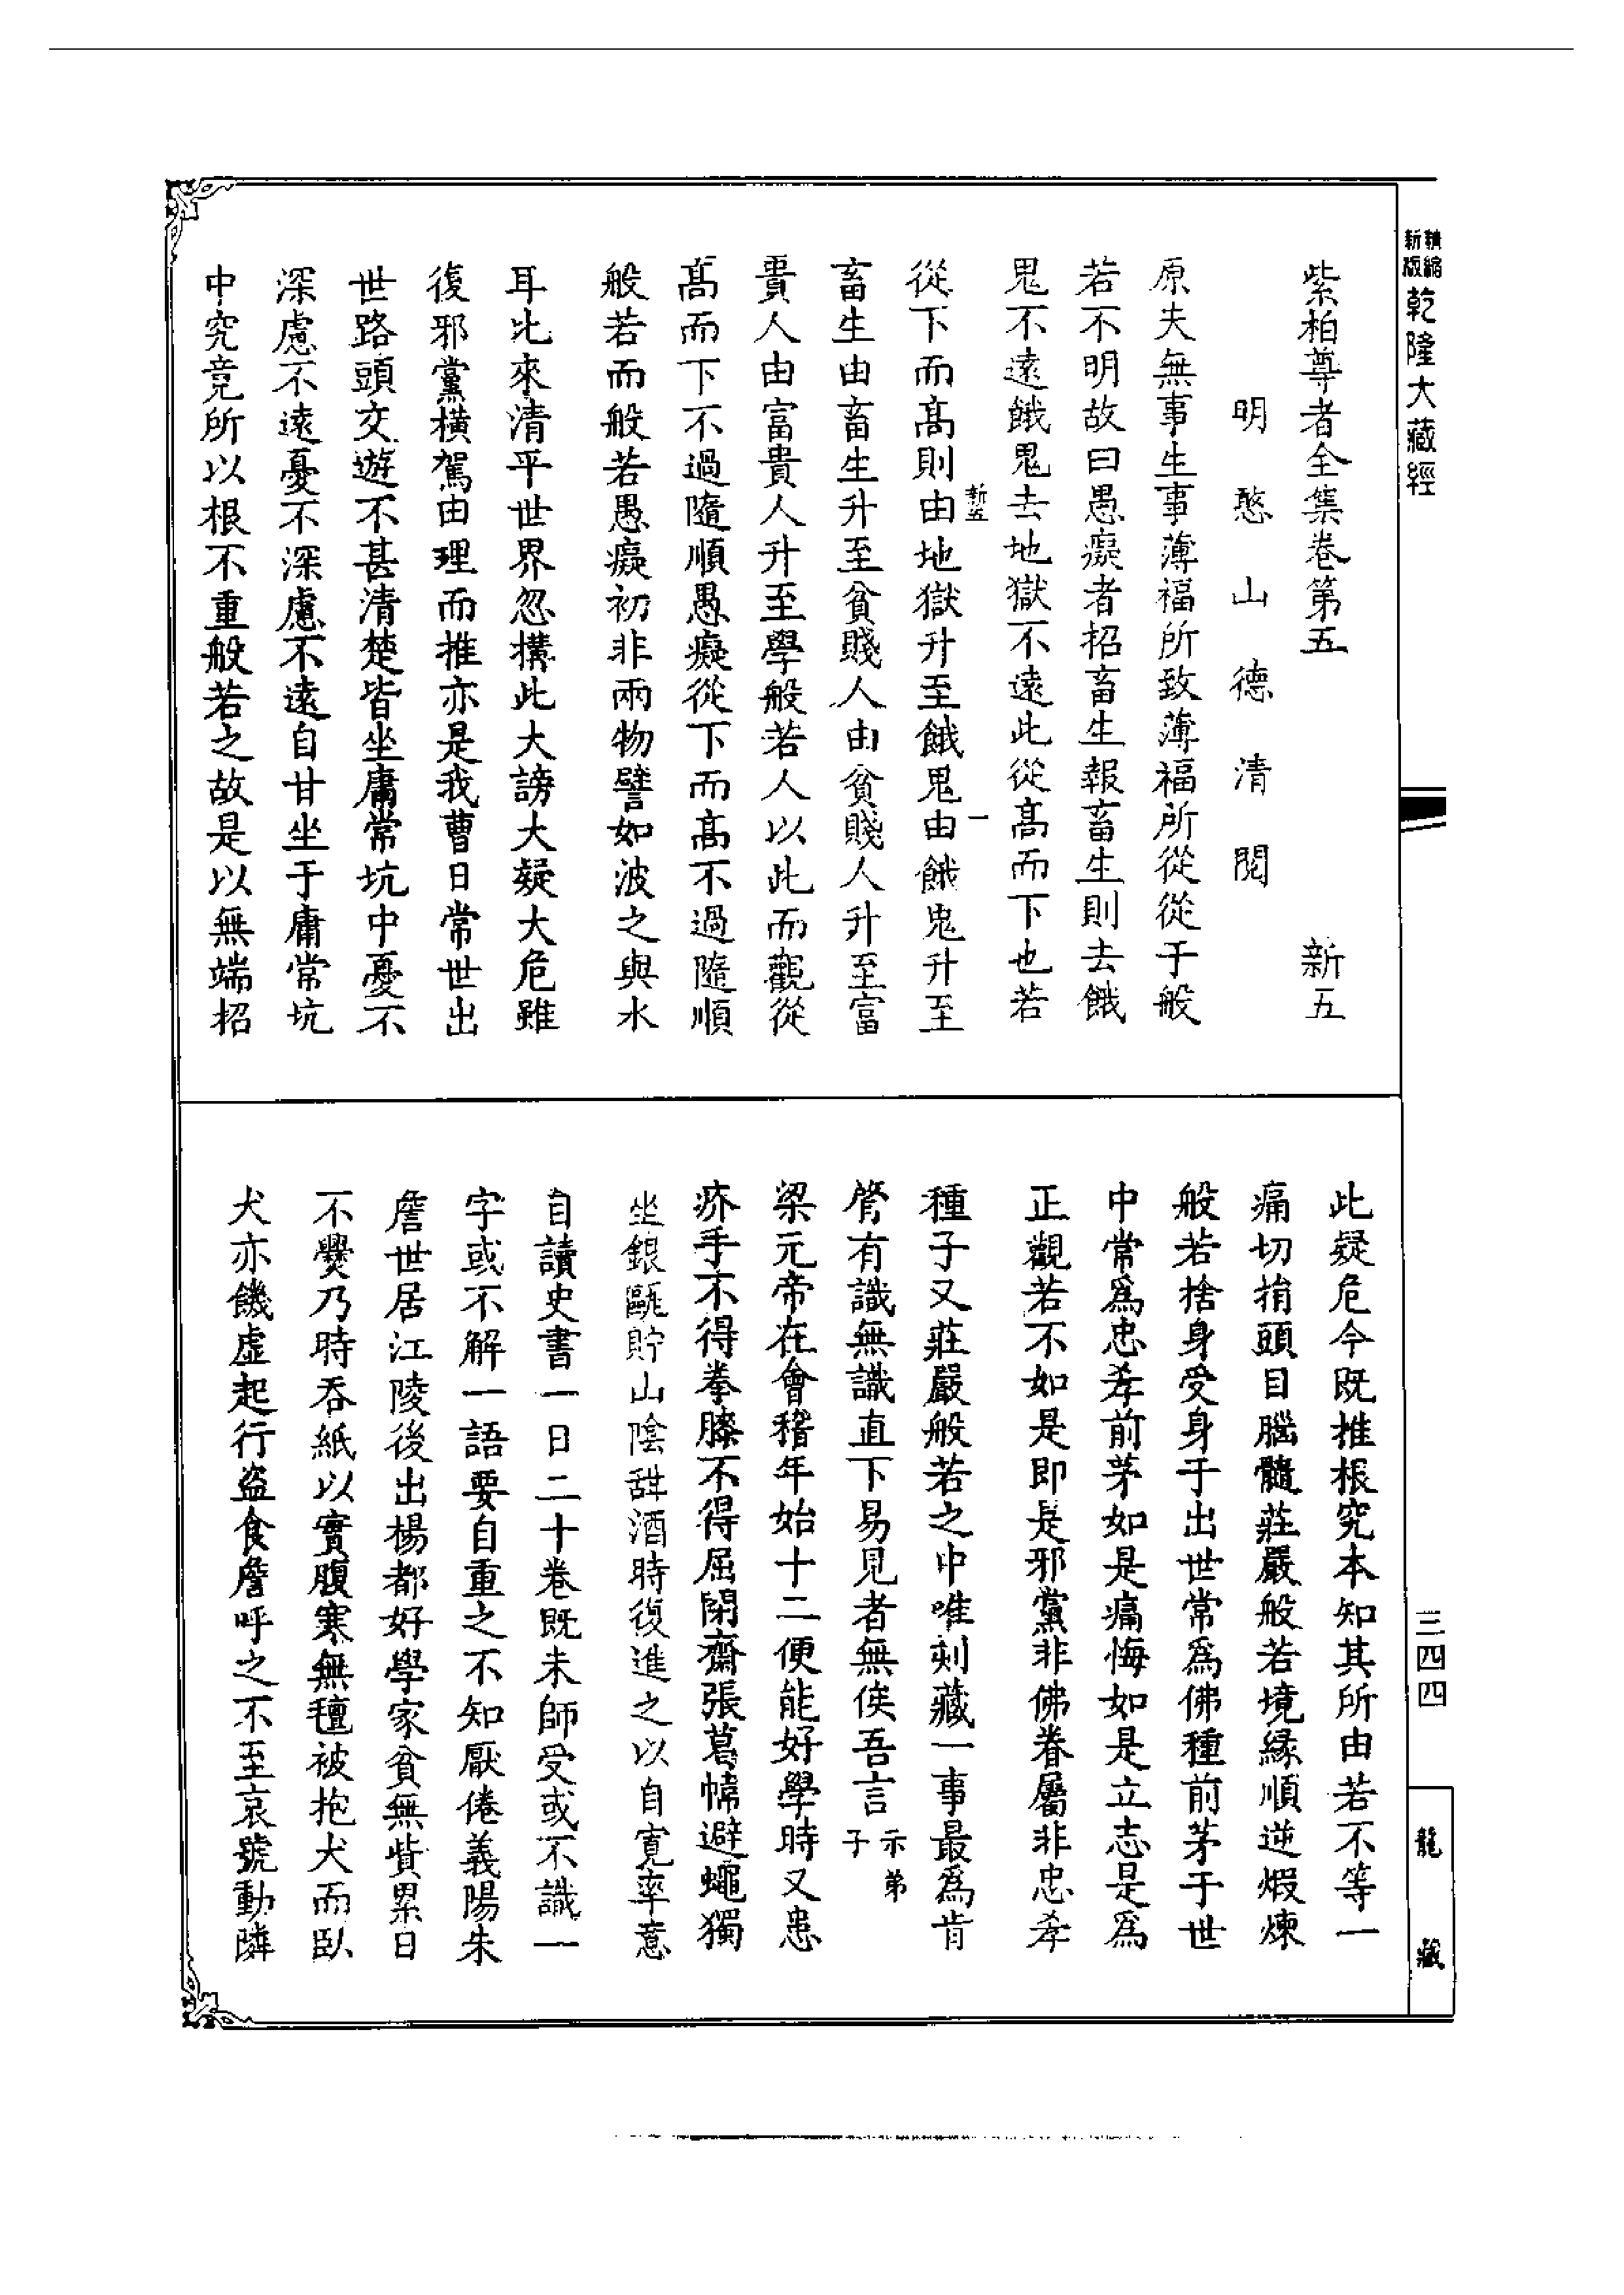 精縮新版乾隆大藏經
紫柏尊者全集卷第五 新五
明憨山德清閱
原夫無事生事薄福所致薄福所從從于般
若不明故曰愚癡者招畜生報畜生則去餓
鬼不遠餓鬼去地獄不遠此從高而下也若
新五 一
從下而高則由地獄升至餓鬼由餓鬼升至
畜生由畜生升至貧賤人由貧賤人升至富
貴人由富貴人升至學般若人以此而觀從
高而下不過隨順愚癡從下而高不過隨順
般若而般若愚癡初非兩物譬如波之與水
耳比來清平世界忽搆此大謗大疑大危雖
復邪黨橫駕由理而推亦是我曹日常世出
世路頭交遊不甚清楚皆坐庸常坑中憂不
深慮不遠憂不深慮不遠自甘坐于庸常坑
中究竟所以根不重般若之故是以無端招
此疑危今既推根究本知其所由若不等一
痛切捐頭目腦髓莊嚴般若境緣順逆煆煉
般若捨身受身于出世常為佛種前茅于世
中常為忠孝前茅如是痛悔如是立志是為
正觀若不如是即是邪黨非佛眷屬非忠孝
種子又莊嚴般若之中唯刻藏一事最為肯
綮有識無識直下易見者無俟吾言示弟子
梁元帝在會稽年始十二便能好學時又患
疥手不得拳膝不得屈閉齋張葛幃避蠅獨
坐銀甌貯山陰甜酒時復進之以自寬率意
自讀史書一日二十卷既未師受或不識一
字或不解一語要自重之不知厭倦義陽朱
詹世居江陵後出楊都好學家貧無貲累日
不爨乃時吞紙以實腹寒無氊被抱犬而臥
犬亦饑虛起行盜食詹呼之不至哀號動隣
三四四
龍藏